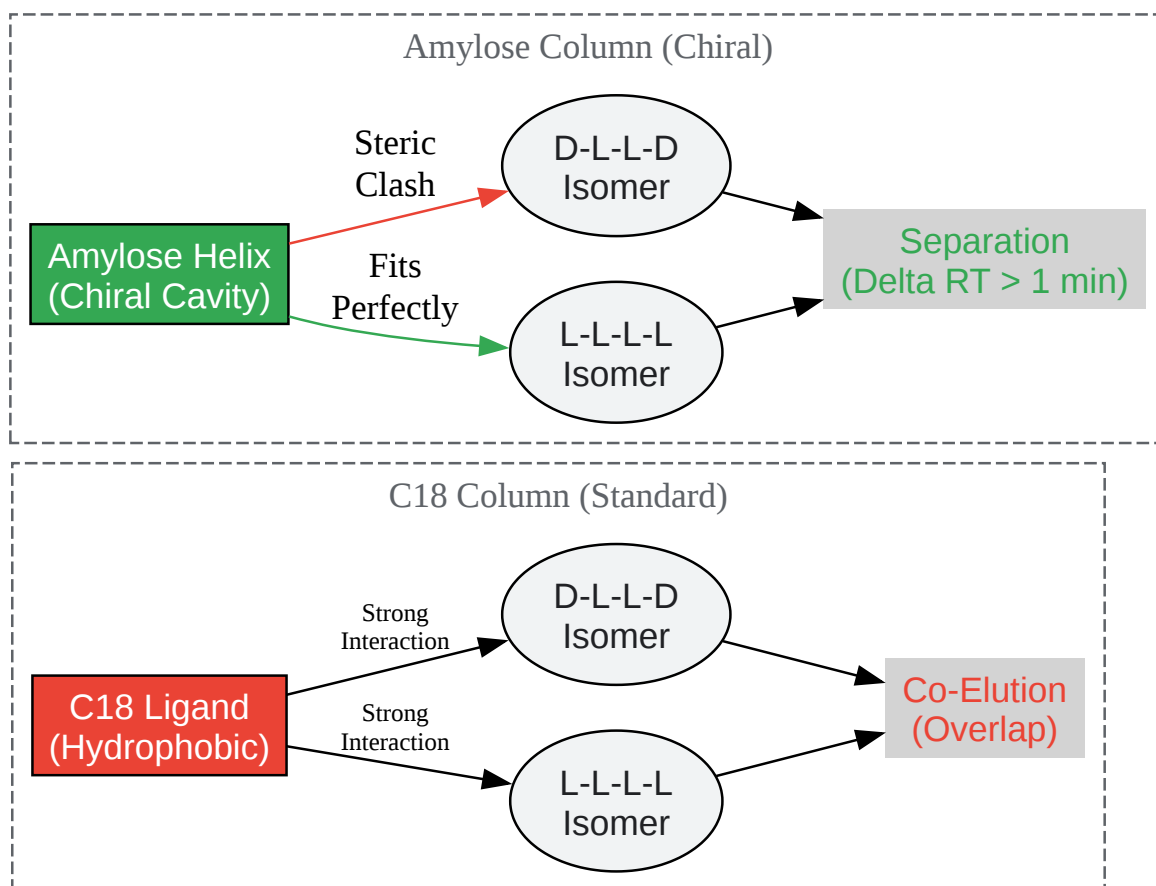 Amylose Column (Chiral)
Steric
Clash
D-L-L-D
Isomer
Amylose Helix
(Chiral Cavity)
Fits
Perfectly
L-L-L-L
Isomer
Separation
(Delta RT > 1 min)
C18 Column (Standard)
Strong
Interaction
D-L-L-D
Isomer
C18 Ligand
(Hydrophobic)
Strong
Interaction
L-L-L-L
Isomer
Co-Elution
(Overlap)